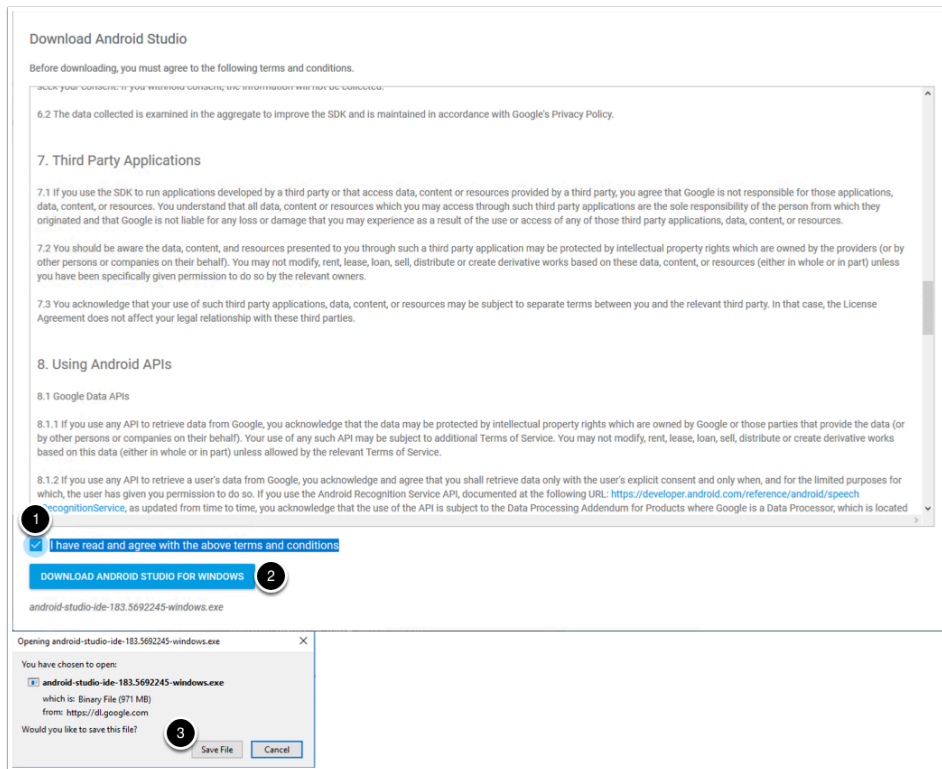 Download Android Studio
Before downloading, you must agree to the following terms and conditions.
seek your consent. If you withhold consent, the information will not be collected.
6.2 The data collected is examined in the aggregate to improve the SDK and is maintained in accordance with Google's Privacy Policy.
7. Third Party Applications
7.1 If you use the SDK to run applications developed by a third party or that access data, content or resources provided by a third party, you agree that Google is not responsible for those applications,
data, content, or resources. You understand that all data, content or resources which you may access through such third party applications are the sole responsibility of the person from which they
originated and that Google is not liable for any loss or damage that you may experience as a result of the use or access of any of those third party applications, data, content, or resources.
7.2 You should be aware the data, content, and resources presented to you through such a third party application may be protected by intellectual property rights which are owned by the providers (or by
other persons or companies on their behalf). You may not modify, rent, lease, loan, sell, distribute or create derivative works based on these data, content, or resources (either in whole or in part) unless
you have been specifically given permission to do so by the relevant owners.
7.3 You acknowledge that your use of such third party applications, data, content, or resources may be subject to separate terms between you and the relevant third party. In that case, the License
Agreement does not affect your legal relationship with these third parties.
8. Using Android APIs
8.1 Google Data APIs
8.1.1 If you use any API to retrieve data from Google, you acknowledge that the data may be protected by intellectual property rights which are owned by Google or those parties that provide the data (or
by other persons or companies on their behalf). Your use of any such API may be subject to additional Terms of Service. You may not modify, rent, lease, loan, sell, distribute or create derivative works
based on this data (either in whole or in part) unless allowed by the relevant Terms of Service.
8.1.2 If you use any API to retrieve a user's data from Google, you acknowledge and agree that you shall retrieve data only with the user's explicit consent and only when, and for the limited purposes for
which, the user has given you permission to do so. If you use the Android Recognition Service API, documented at the following URL: https://developer.android.com/reference/android/speech
RecognitionService, as updated from time to time, you acknowledge that the use of the API is subject to the Data Processing Addendum for Products where Google is a Data Processor, which is located
1
I have read and agree with the above terms and conditions
DOWNLOAD ANDROID STUDIO FOR WINDOWS 2
android-studio-ide-183.5692245-windows.exe
Opening android-studio-ide-183.5692245-windows.exe
You have chosen to open:
android-studio-ide-183.5692245-windows.exe
which is: Binary File (971 MB)
from: https://dl.google.com
Would you like to save this file?
3
Save File Cancel